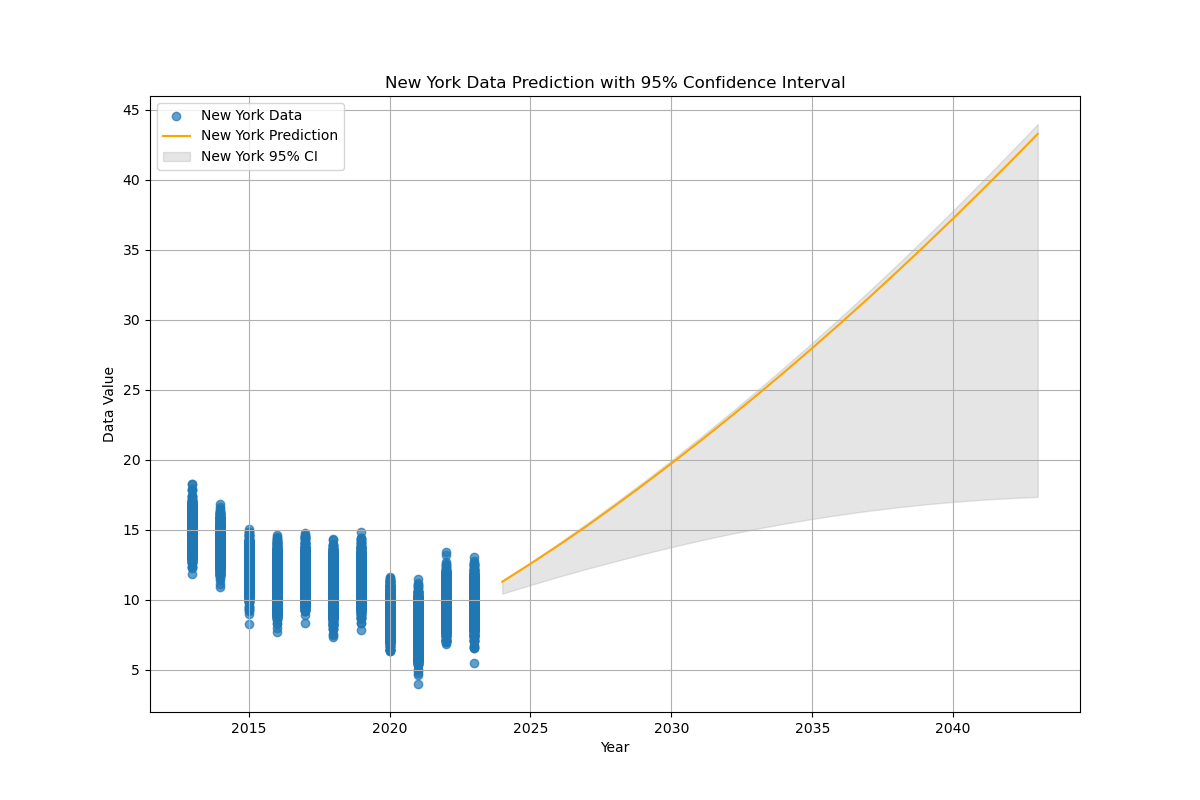 New York Data Prediction with 95% Confidence Interval
New York Data
New York Prediction
New York 95% CI
45
40
35
30
25
20
15
10
5
Data Value
2015 2020 2025 2030 2035 2040
Year